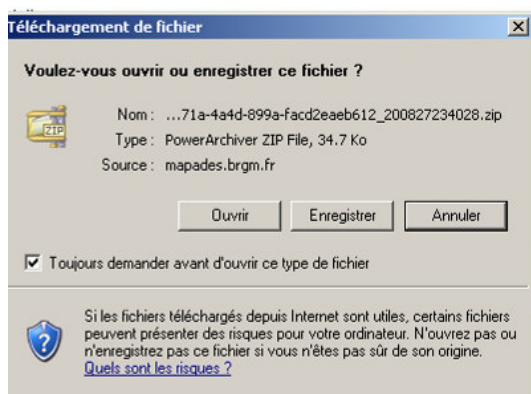 Téléchargement de fichier
Voulez-vous ouvrir ou enregistrer ce fichier ?
Nom : ...71a-4a4d-899a-facd2eaeb612_200827234028.zip
Type : PowerArchiver ZIP File, 34.7 Ko
Source : mapades.brgm.fr
ZIP
Ouvrir Enregistrer Annuler
Toujours demander avant d'ouvrir ce type de fichier
Si les fichiers téléchargés depuis Internet sont utiles, certains fichiers
peuvent présenter des risques pour votre ordinateur. N'ouvrez pas ou
n'enregistrez pas ce fichier si vous n'êtes pas sûr de son origine.
Quels sont les risques ?